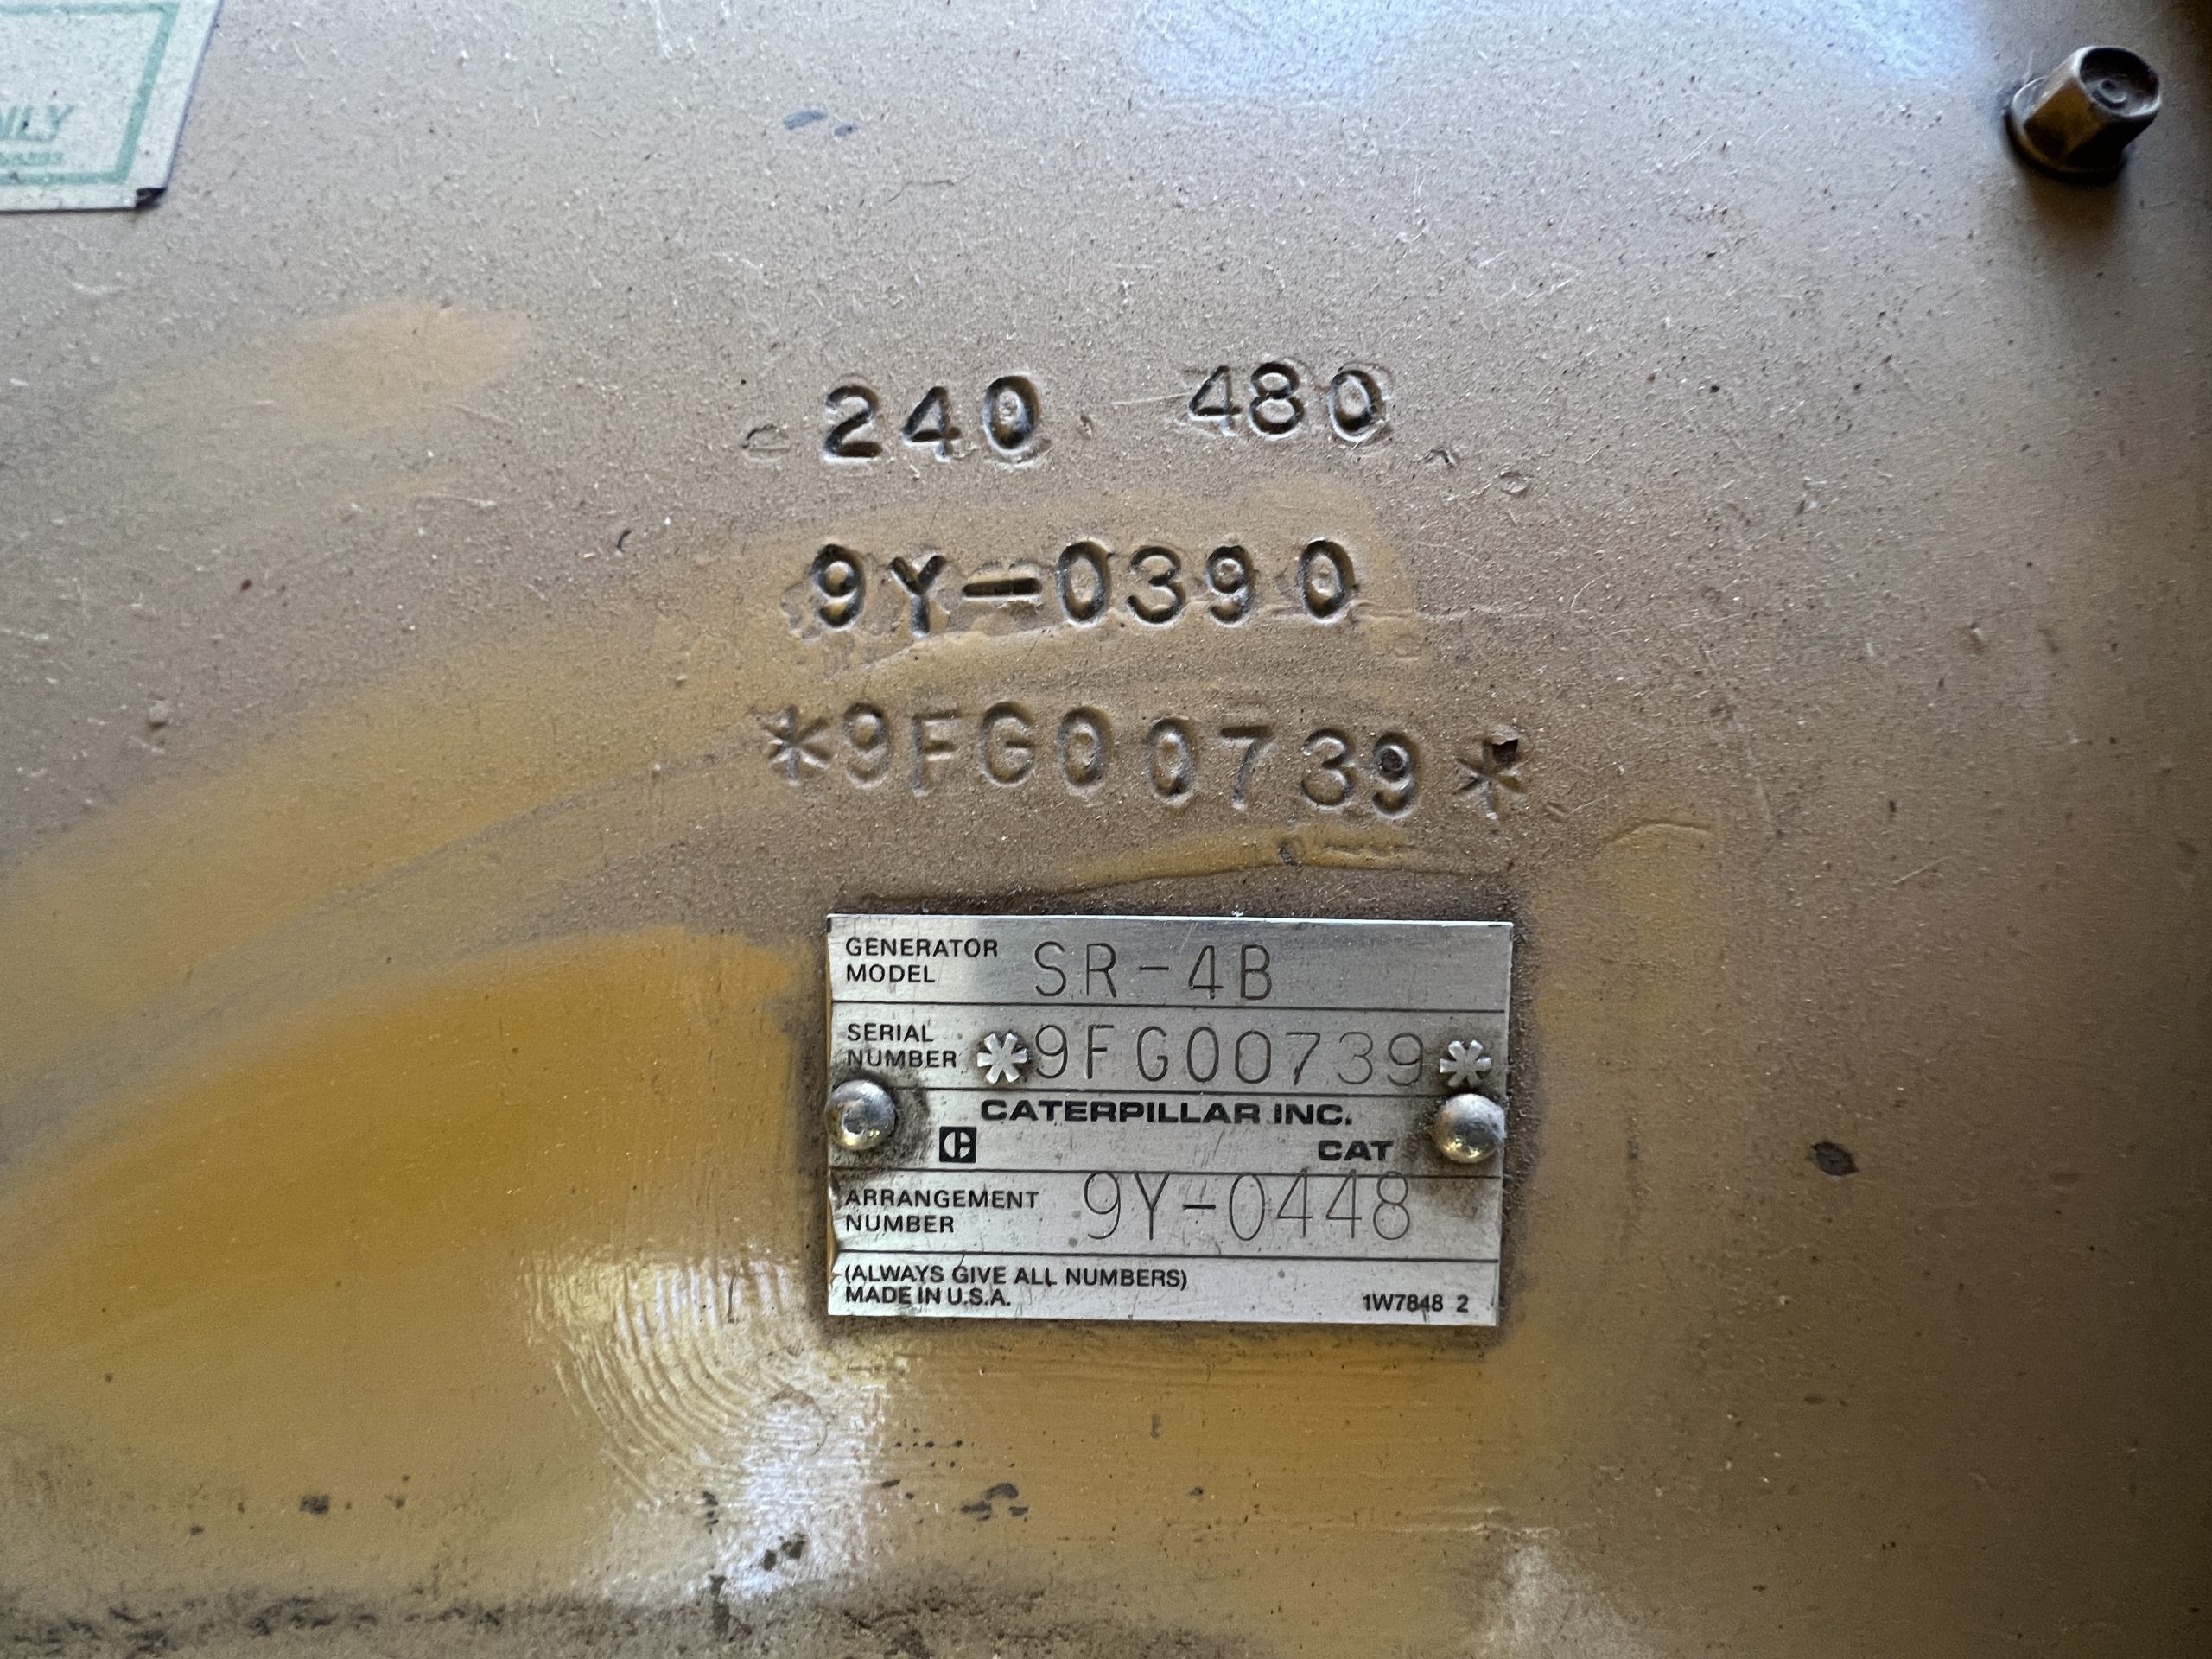 240 480
9Y-0390
*9FG00739*
GENERATOR
MODEL SR-4B
SERIAL
NUMBER *9FG00739*
CATERPILLAR INC.
CAT
ARRANGEMENT
NUMBER 9Y-0448
(ALWAYS GIVE ALL NUMBERS)
MADE IN U.S.A. 1W7848 2